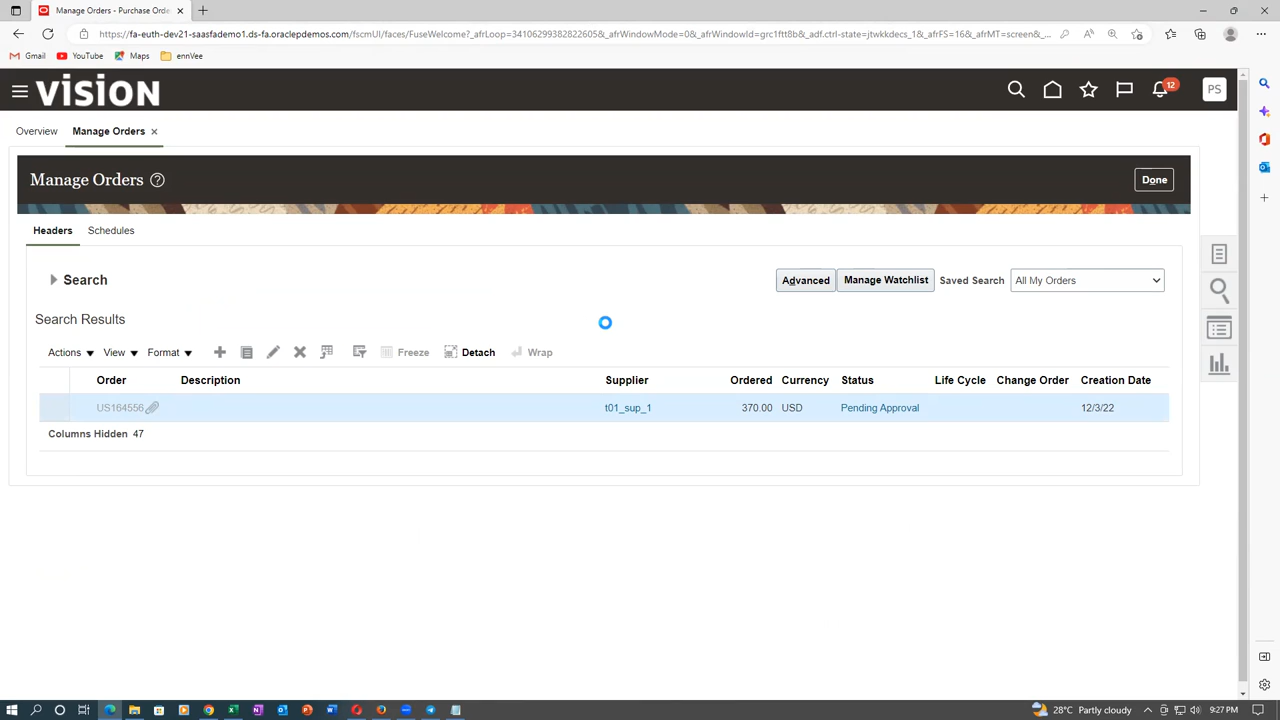 Manage Orders - Purchase Orde
https://fa-euth-dev21-saasfademo1.ds-fa.oraclepdemos.com/fscmUI/faces/FuseWelcome?_afrLoop=34106299382822605&_afrWindowMode=0&_afrWindowId=grc1ftt8b&_adf.ctrl-state=jtwkkdecs_1&_afrFS=16&_afrMT=screen&_...
Gmail YouTube Maps ennVee
VISION
12
PS
Overview Manage Orders
Manage Orders
Done
Headers Schedules
Search
Advanced Manage Watchlist Saved Search All My Orders
Search Results
Actions View Format Freeze Detach Wrap
Order Description Supplier Ordered Currency Status Life Cycle Change Order Creation Date
US164556 t01_sup_1 370.00 USD Pending Approval 12/3/22
Columns Hidden 47
28°C Partly cloudy 9:27 PM